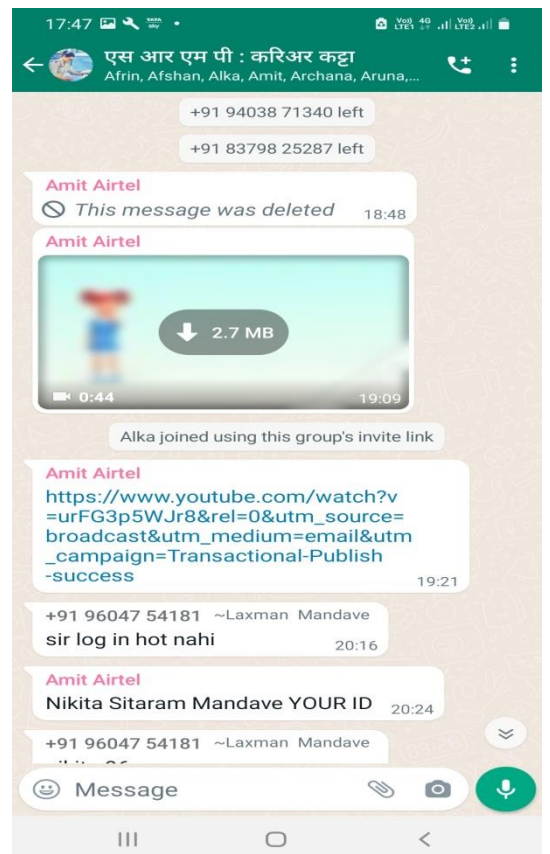 17:47
एस आर एम पी : करिअर कट्टा
Afrin, Afshan, Alka, Amit, Archana, Aruna,...
+91 94038 71340 left
+91 83798 25287 left
Amit Airtel
This message was deleted 18:48
Amit Airtel
2.7 MB
0:44 19:09
Alka joined using this group's invite link
Amit Airtel
https://www.youtube.com/watch?v
=urFG3p5WJr8&rel=0&utm_source=
broadcast&utm_medium=email&utm
_campaign=Transactional-Publish
-success 19:21
+91 96047 54181 ~Laxman Mandave
sir log in hot nahi 20:16
Amit Airtel
Nikita Sitaram Mandave YOUR ID 20:24
+91 96047 54181 ~Laxman Mandave
Message